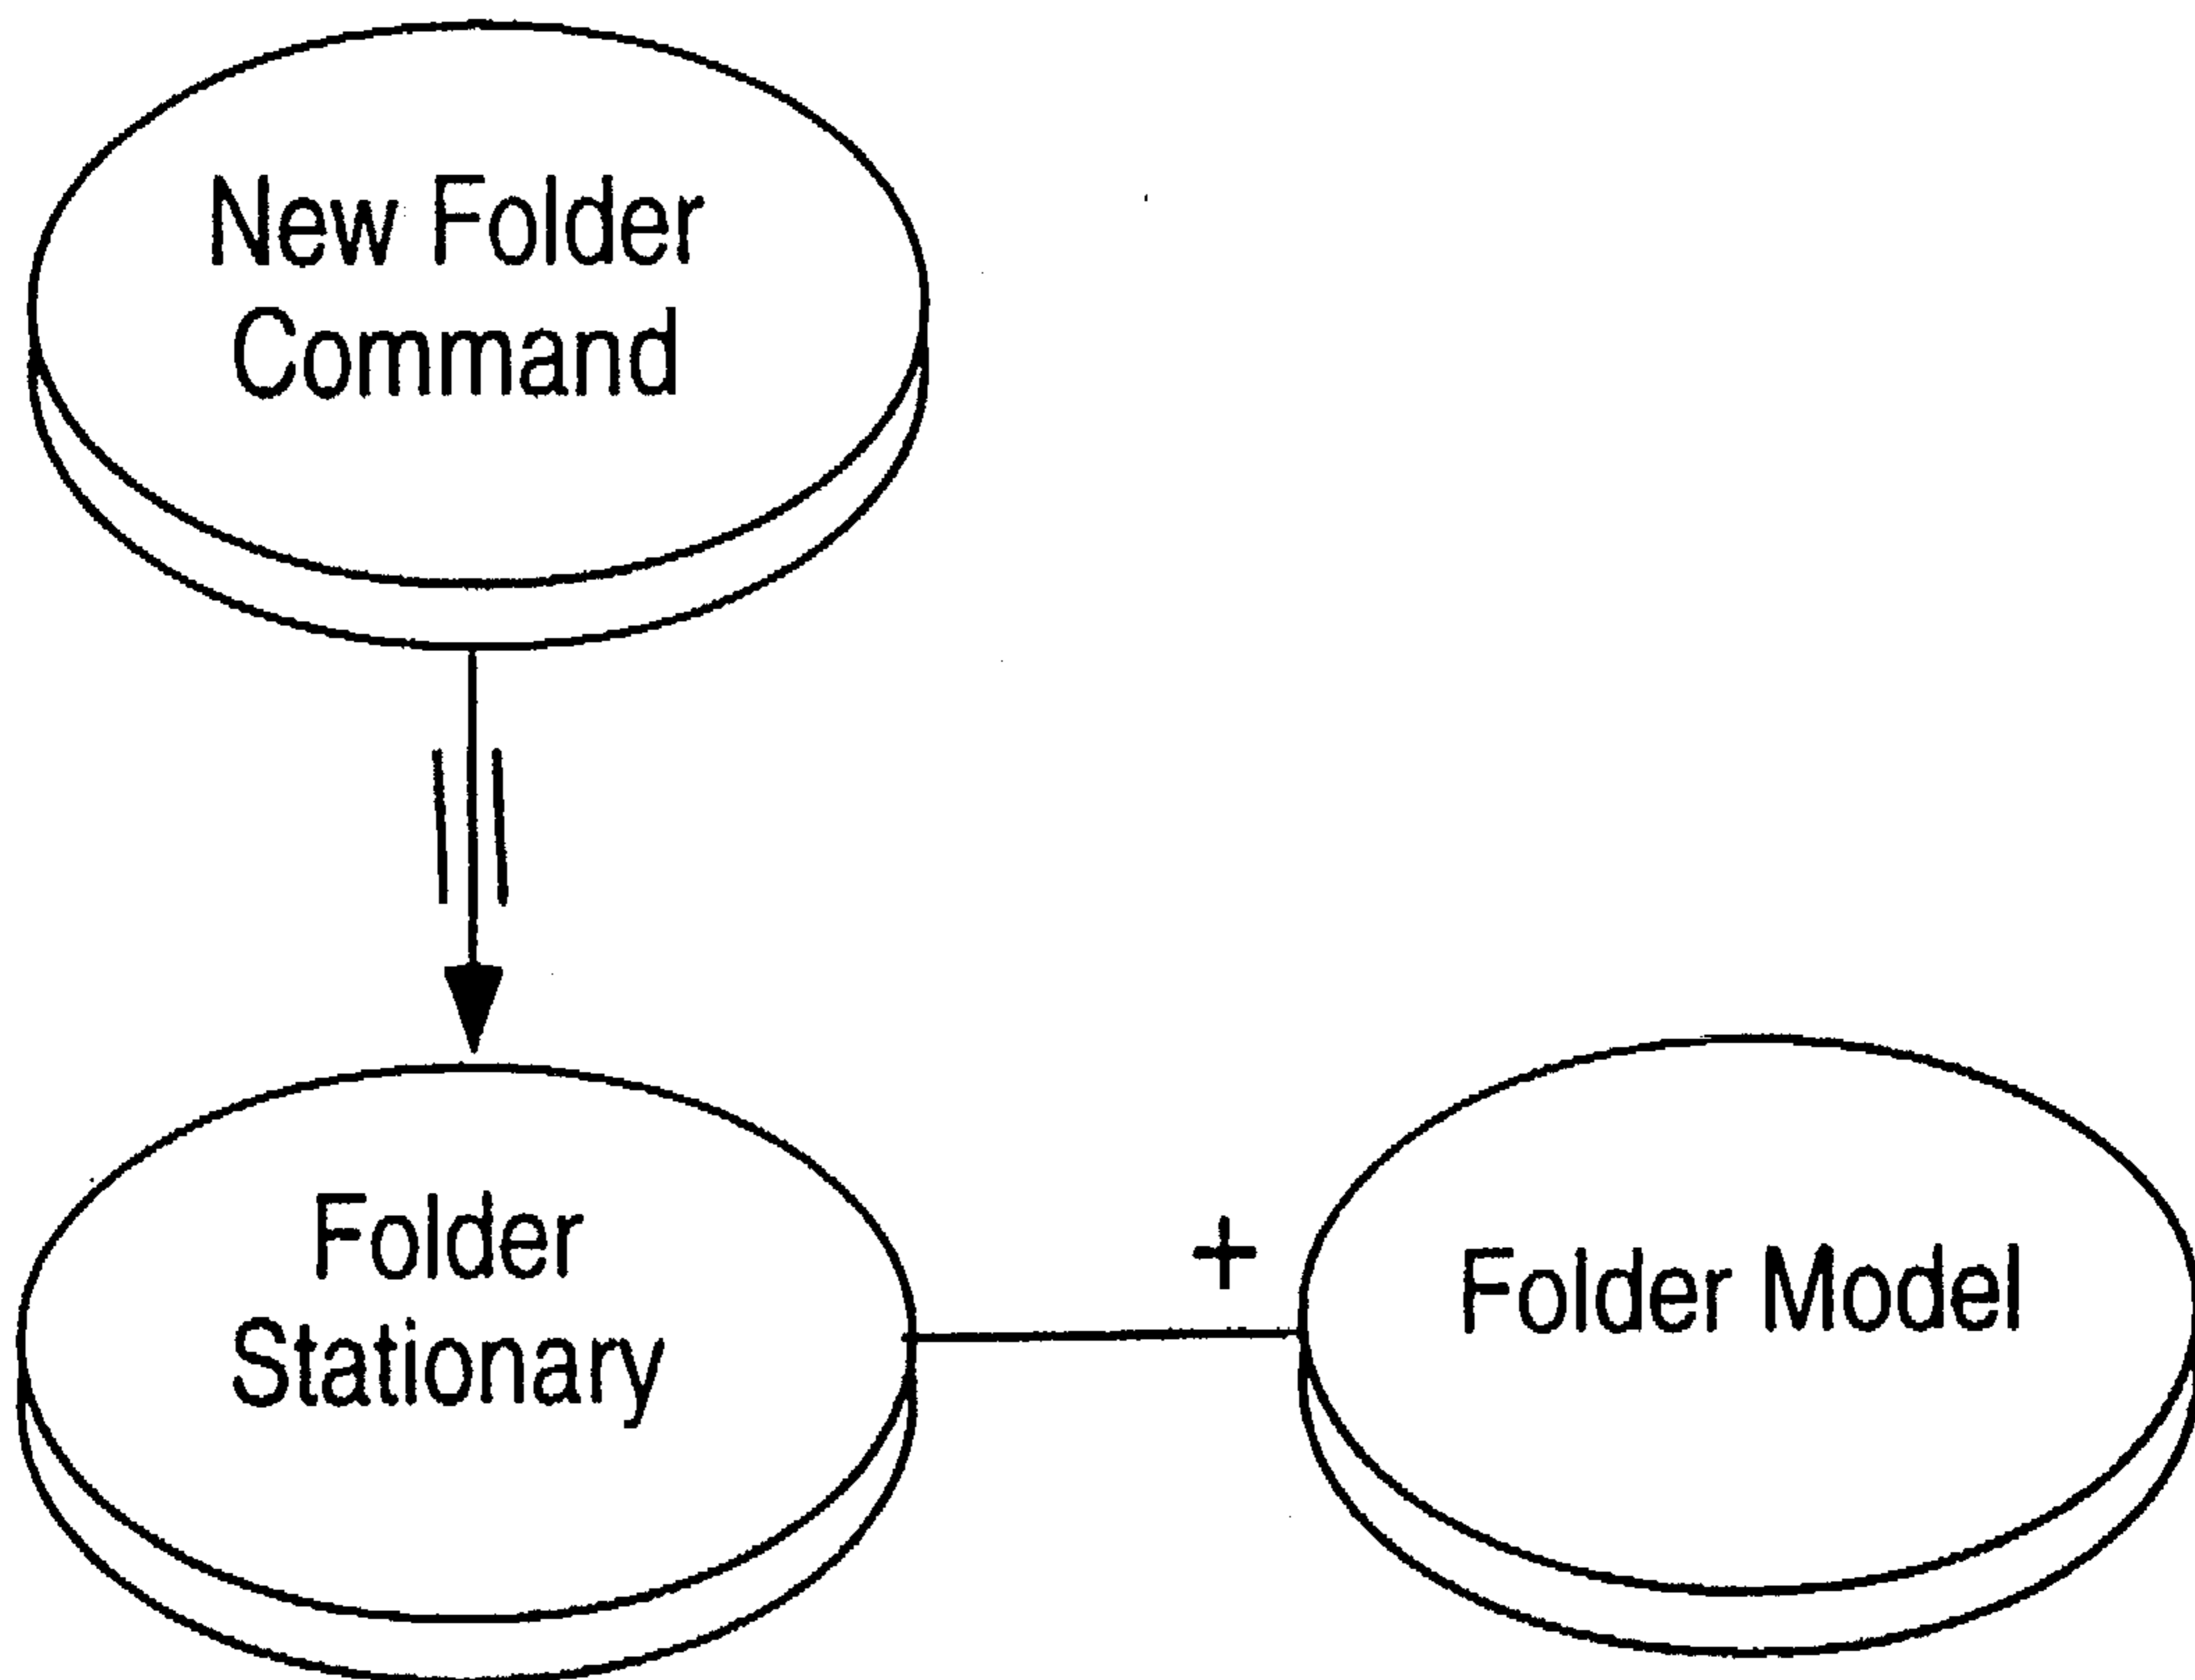 New Folder
Command
Folder
Stationary
+
Folder Model